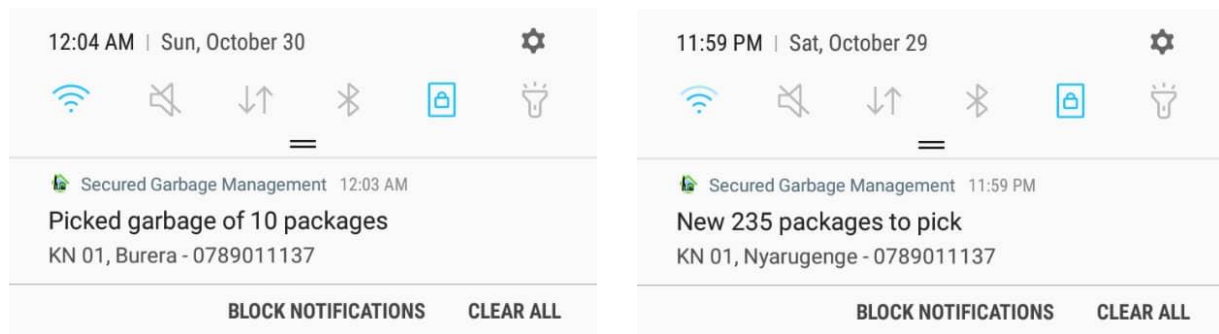 12:04 AM | Sun, October 30
Secured Garbage Management 12:03 AM
Picked garbage of 10 packages
KN 01, Burera - 0789011137
BLOCK NOTIFICATIONS CLEAR ALL
11:59 PM | Sat, October 29
Secured Garbage Management 11:59 PM
New 235 packages to pick
KN 01, Nyarugenge - 0789011137
BLOCK NOTIFICATIONS CLEAR ALL